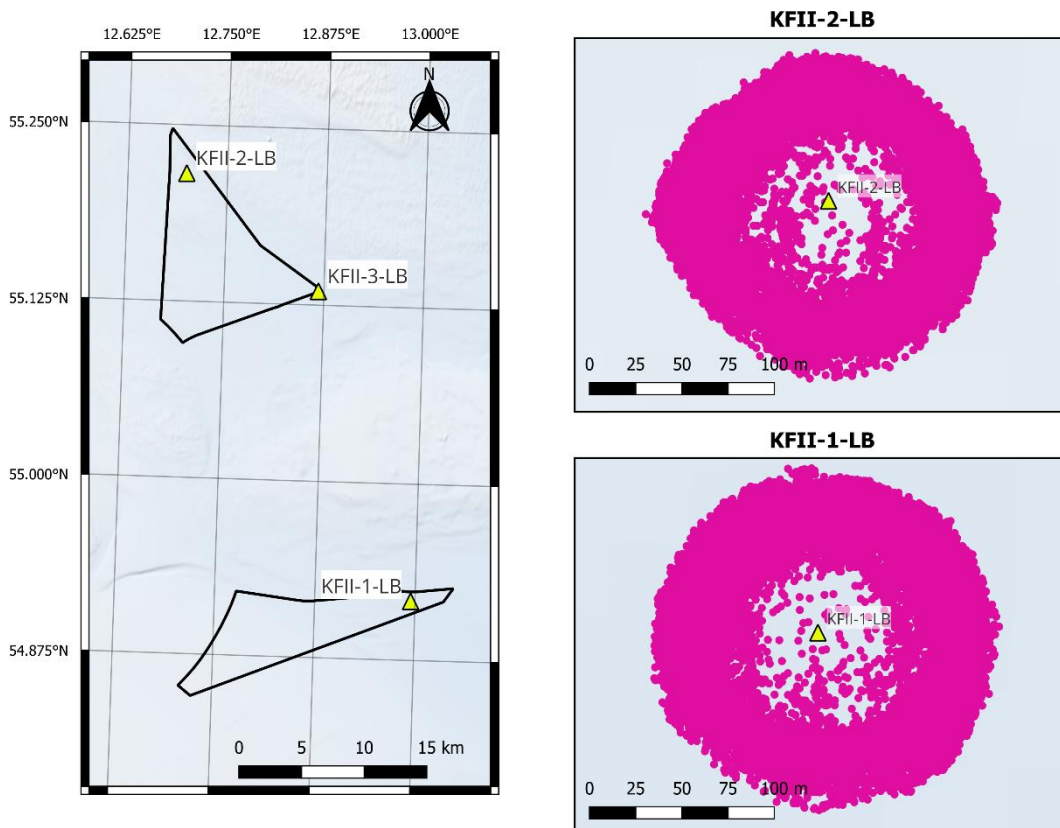 12.625°E 12.750°E 12.875°E 13.000°E
N
55.250°N
KFII-2-LB
KFII-3-LB
55.125°N
55.000°N
KFII-1-LB
54.875°N
0 5 10 15 km
KFII-2-LB
KFII-2-LB
0 25 50 75 100 m
KFII-1-LB
KFII-1-LB
0 25 50 75 100 m